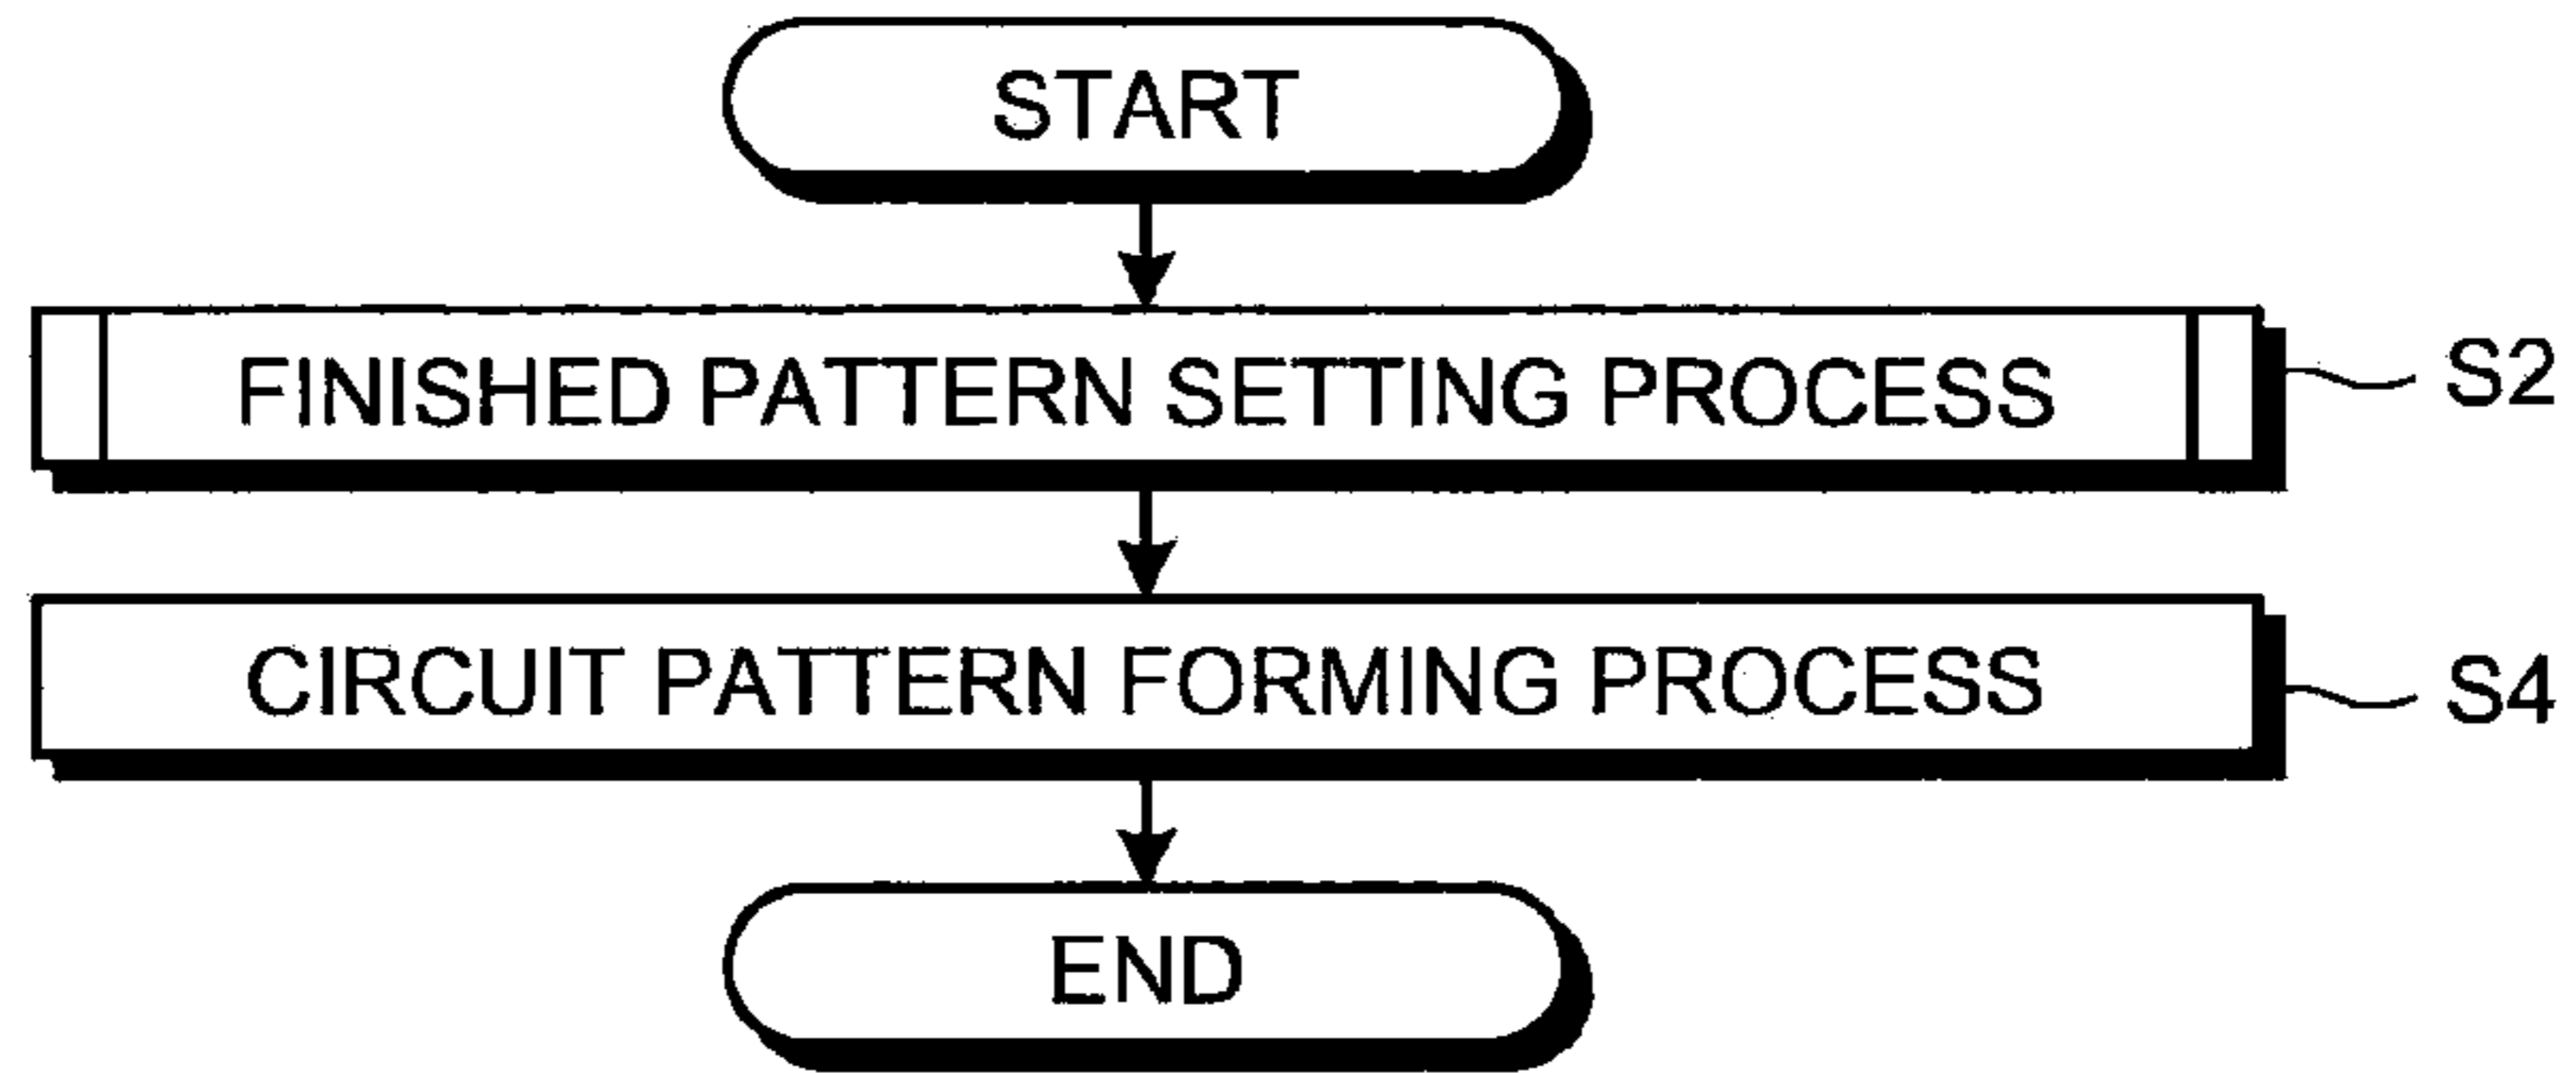 START
FINISHED PATTERN SETTING PROCESS
S2
CIRCUIT PATTERN FORMING PROCESS
S4
END